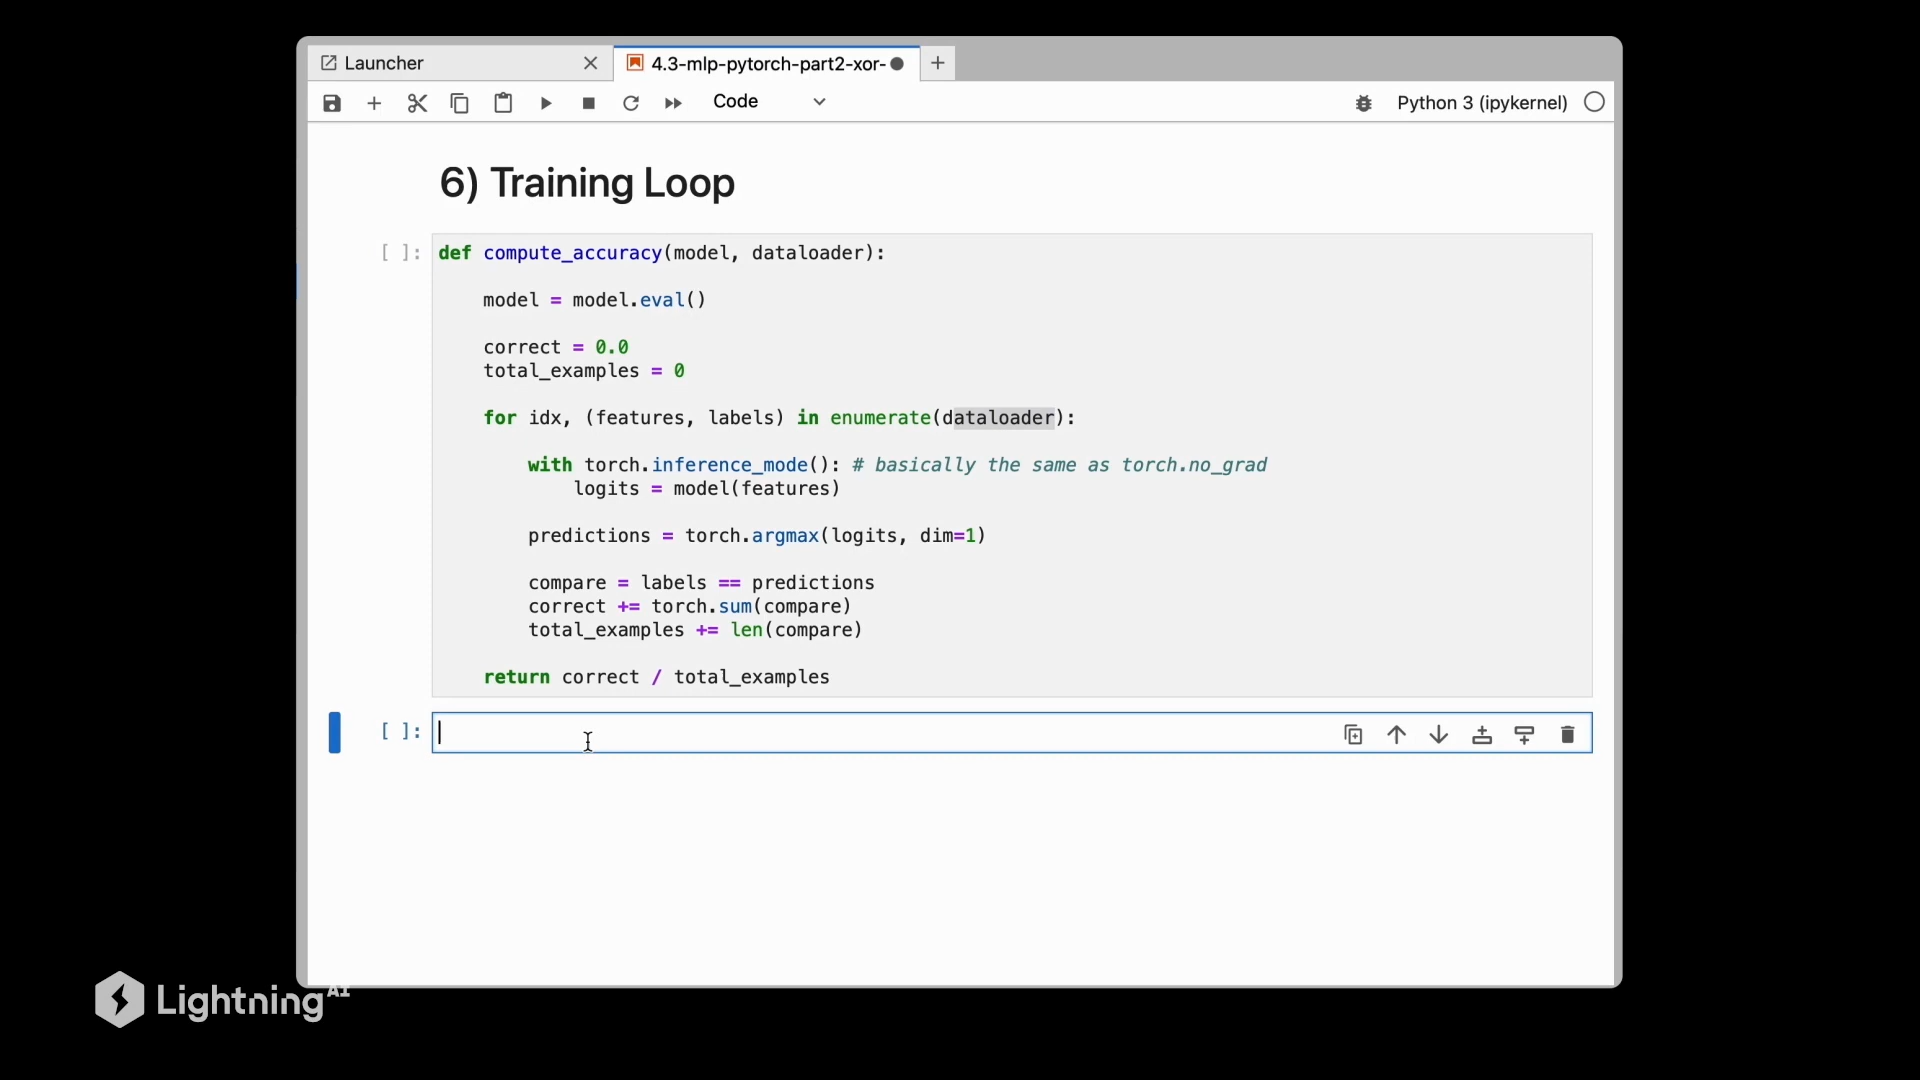 Launcher
4.3-mlp-pytorch-part2-xor-
Code
Python 3 (ipykernel)
6) Training Loop
[ ]:
def compute_accuracy(model, dataloader):
model = model.eval()
correct = 0.0
total_examples = 0
for idx, (features, labels) in enumerate(dataloader):
with torch.inference_mode(): # basically the same as torch.no_grad
logits = model(features)
predictions = torch.argmax(logits, dim=1)
compare = labels == predictions
correct += torch.sum(compare)
total_examples += len(compare)
return correct / total_examples
[ ]:
Lightning AI